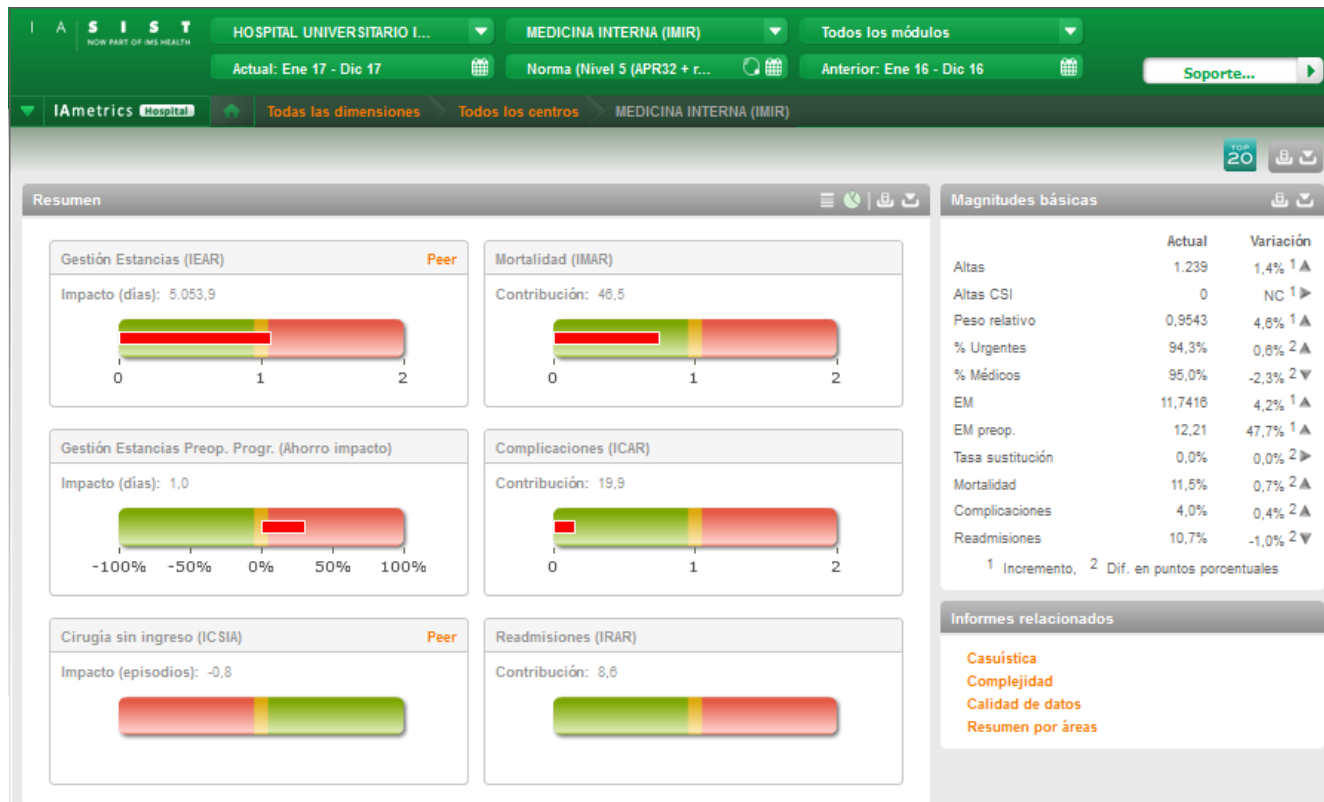 I A S I S T
NOW PART OF IMS HEALTH
HOSPITAL UNIVERSITARIO I...
MEDICINA INTERNA (IMIR)
Todos los módulos
Actual: Ene 17 - Dic 17
Norma (Nivel 5 (APR32 + r...
Anterior: Ene 16 - Dic 16
Soporte...
IAmetrics Hospital
Todas las dimensiones
Todos los centros
MEDICINA INTERNA (IMIR)
TOP 20
Resumen
Gestión Estancias (IEAR) Peer
Impacto (días): 5.053,9
0 1 2
Mortalidad (IMAR)
Contribución: 46,5
0 1 2
Gestión Estancias Preop. Progr. (Ahorro impacto)
Impacto (días): 1,0
-100% -50% 0% 50% 100%
Complicaciones (ICAR)
Contribución: 19,9
0 1 2
Cirugía sin ingreso (ICSIA) Peer
Impacto (episodios): -0,8
Readmisiones (IRAR)
Contribución: 8,6
Magnitudes básicas
Actual Variación
Altas 1.239 1,4% 1
Altas CSI 0 NC 1
Peso relativo 0,9543 4,6% 1
% Urgentes 94,3% 0,6% 2
% Médicos 95,0% -2,3% 2
EM 11,7416 4,2% 1
EM preop. 12,21 47,7% 1
Tasa sustitución 0,0% 0,0% 2
Mortalidad 11,5% 0,7% 2
Complicaciones 4,0% 0,4% 2
Readmisiones 10,7% -1,0% 2
1 Incremento, 2 Dif. en puntos porcentuales
Informes relacionados
Casuística
Complejidad
Calidad de datos
Resumen por áreas